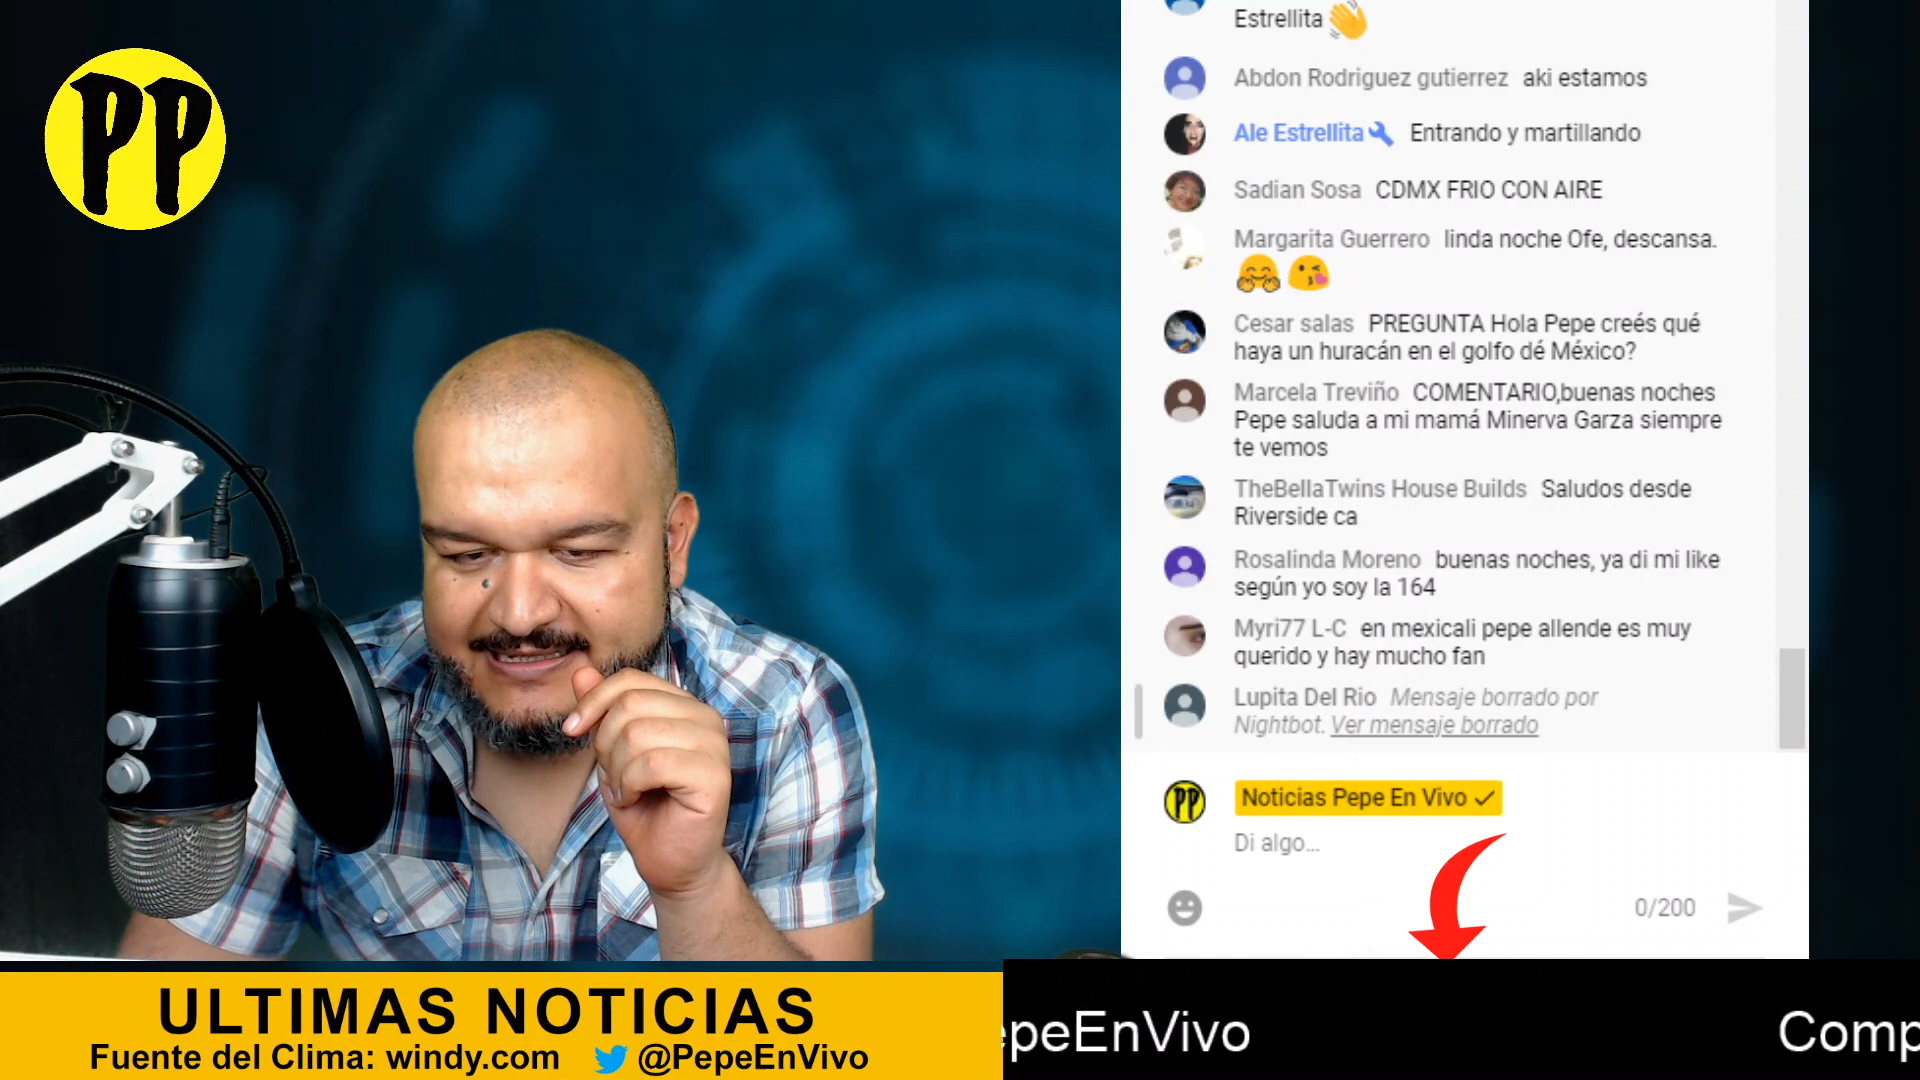 PP
Estrellita
Abdon Rodriguez gutierrez aki estamos
Ale Estrellita Entrando y martillando
Sadian Sosa CDMX FRIO CON AIRE
Margarita Guerrero linda noche Ofe, descansa.
Cesar salas PREGUNTA Hola Pepe creés qué
haya un huracán en el golfo dé México?
Marcela Treviño COMENTARIO,buenas noches
Pepe saluda a mi mamá Minerva Garza siempre
te vemos
TheBellaTwins House Builds Saludos desde
Riverside ca
Rosalinda Moreno buenas noches, ya di mi like
según yo soy la 164
Myri77 L-C en mexicali pepe allende es muy
querido y hay mucho fan
Lupita Del Rio Mensaje borrado por
Nightbot. Ver mensaje borrado
PP
Noticias Pepe En Vivo
Di algo...
0/200
ULTIMAS NOTICIAS
Fuente del Clima: windy.com @PepeEnVivo
epeEnVivo Comp